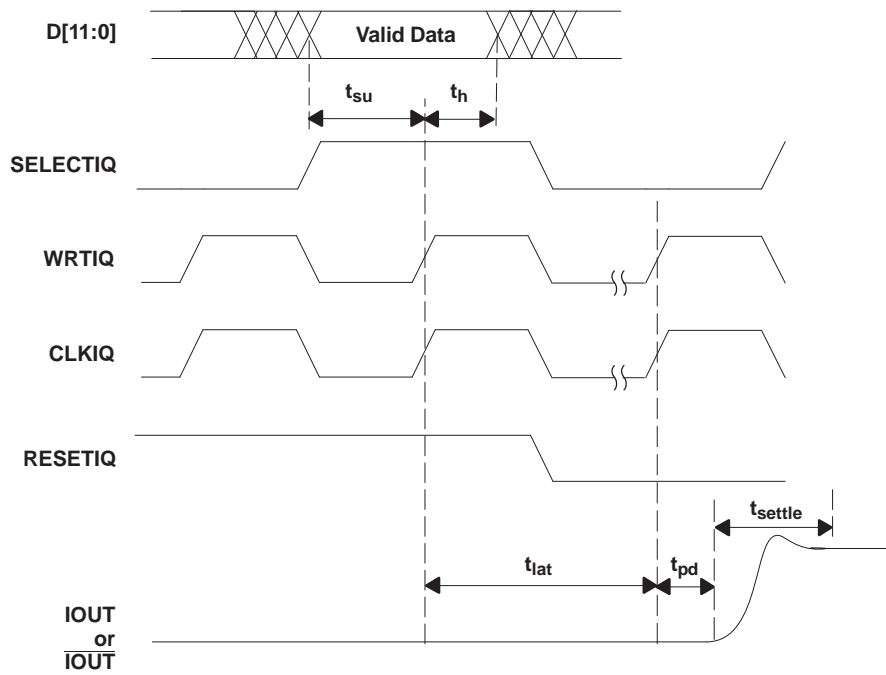 D[11:0]
Valid Data
tsu
th
SELECTIQ
WRTIQ
CLKIQ
RESETIQ
tsettle
tlat
tpd
IOUT
or
IOUT